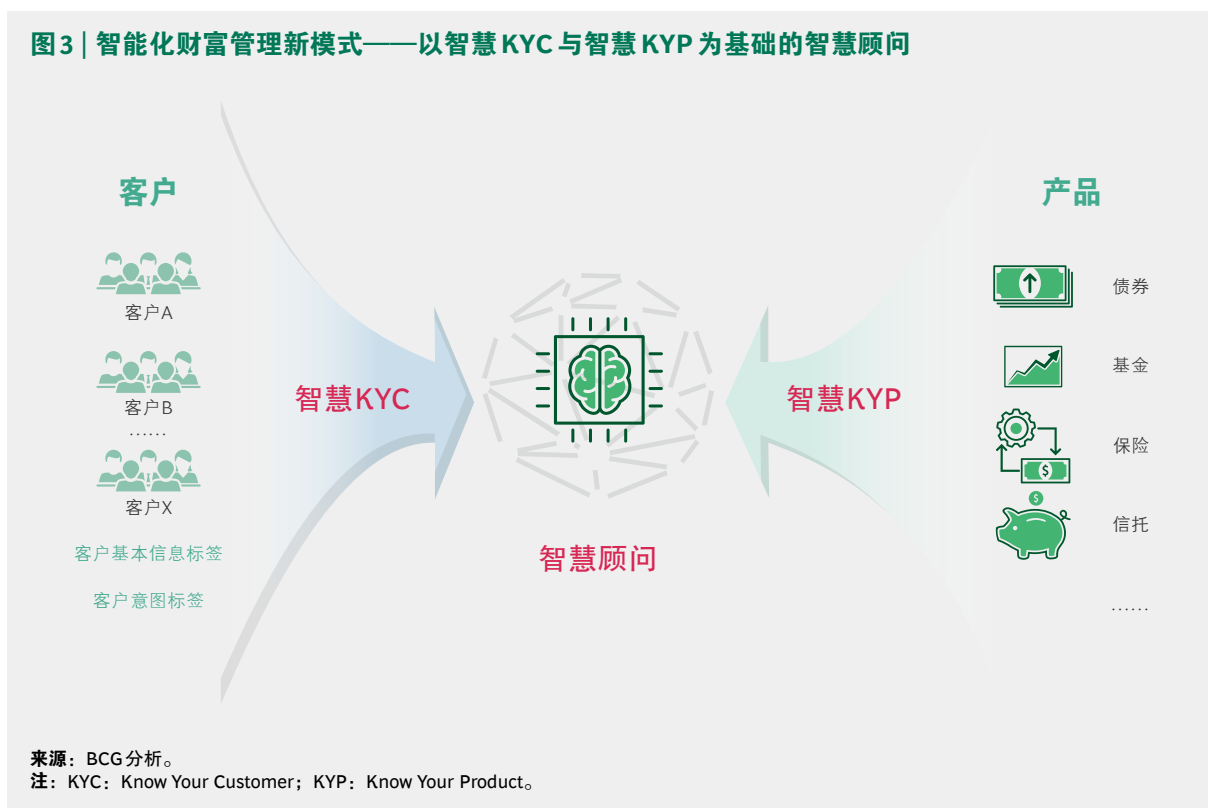 图3 | 智能化财富管理新模式——以智慧KYC与智慧KYP为基础的智慧顾问
客户
客户A
客户B
……
客户X
客户基本信息标签
客户意图标签
智慧KYC
智慧顾问
智慧KYP
产品
债券
基金
保险
$
$
信托
……
来源：BCG分析。
注：KYC：Know Your Customer；KYP：Know Your Product。